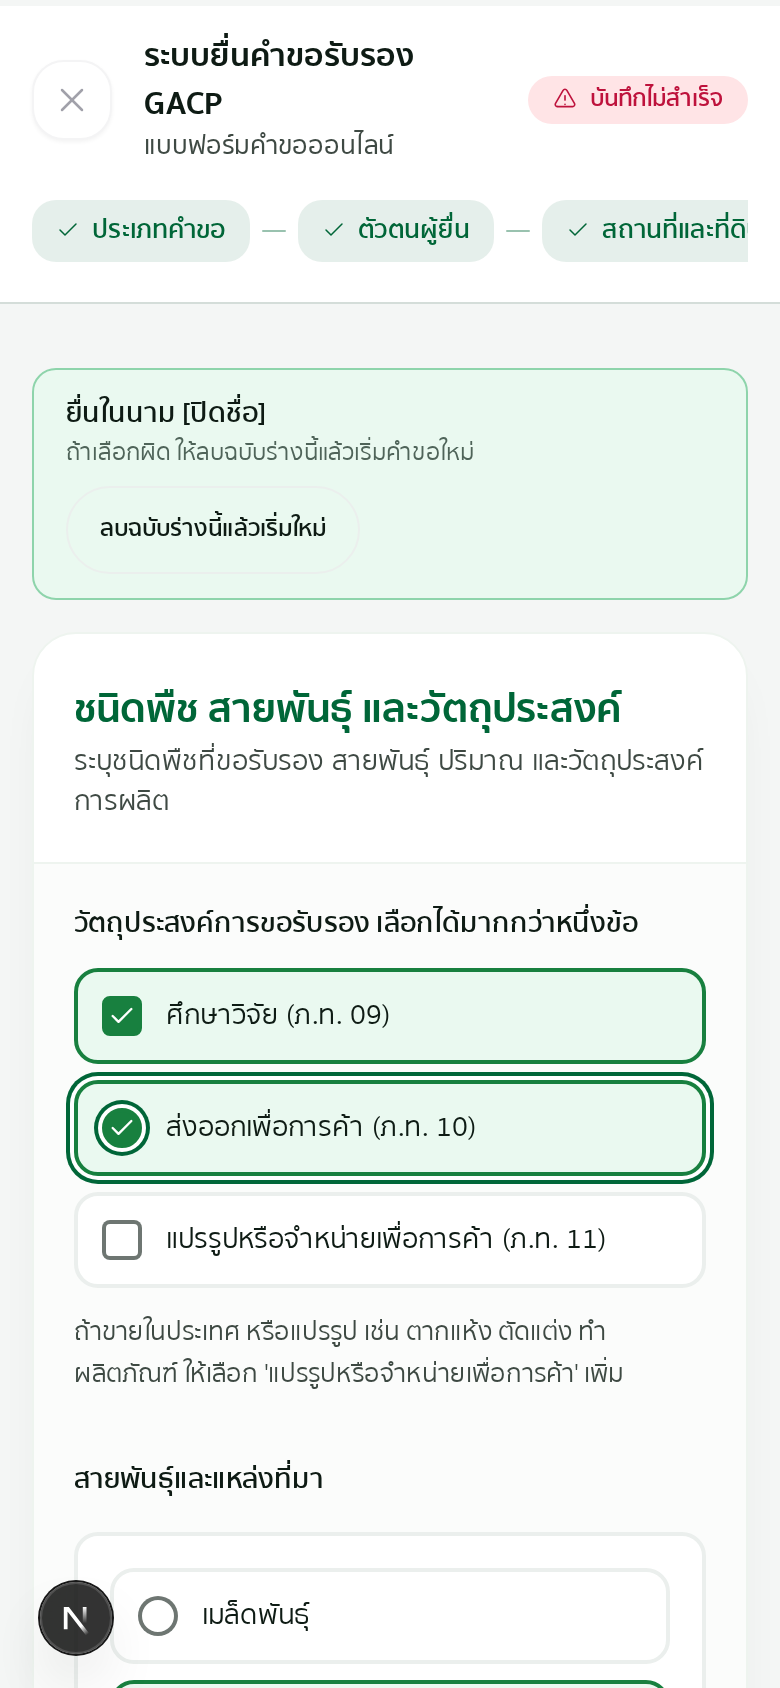 ระบบยื่นคำขอรับรอง
GACP
แบบฟอร์มคำขอออนไลน์
บันทึกไม่สำเร็จ
ประเภทคำขอ
ตัวตนผู้ยื่น
สถานที่และที่ดิ
ยื่นในนาม [ปิดชื่อ]
ถ้าเลือกผิด ให้ลบฉบับร่างนี้แล้วเริ่มคำขอใหม่
ลบฉบับร่างนี้แล้วเริ่มใหม่
ชนิดพืช สายพันธุ์ และวัตถุประสงค์
ระบุชนิดพืชที่ขอรับรอง สายพันธุ์ ปริมาณ และวัตถุประสงค์
การผลิต
วัตถุประสงค์การขอรับรอง เลือกได้มากกว่าหนึ่งข้อ
ศึกษาวิจัย (ภ.ท. 09)
ส่งออกเพื่อการค้า (ภ.ท. 10)
แปรรูปหรือจำหน่ายเพื่อการค้า (ภ.ท. 11)
ถ้าขายในประเทศ หรือแปรรูป เช่น ตากแห้ง ตัดแต่ง ทำ
ผลิตภัณฑ์ ให้เลือก 'แปรรูปหรือจำหน่ายเพื่อการค้า' เพิ่ม
สายพันธุ์และแหล่งที่มา
N
เมล็ดพันธุ์